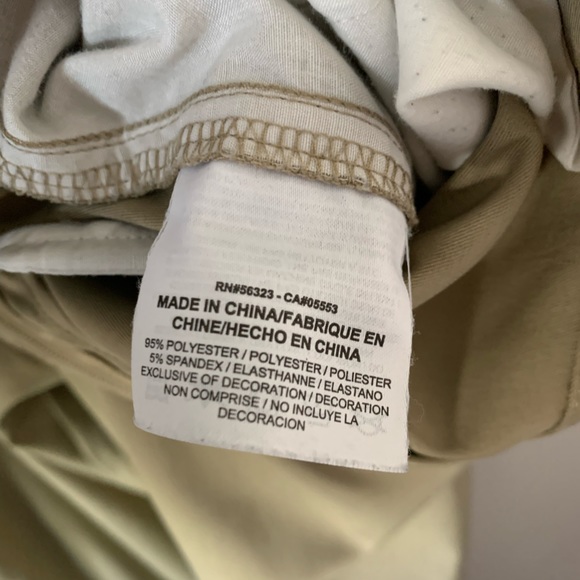 RN#56323 - CA#05553
MADE IN CHINA/FABRIQUE EN
CHINE/HECHO EN CHINA
95% POLYESTER / POLYESTER / POLIESTER
5% SPANDEX / ELASTHANNE / ELASTANO
EXCLUSIVE OF DECORATION / DECORATION
NON COMPRISE / NO INCLUYE LA
DECORACION